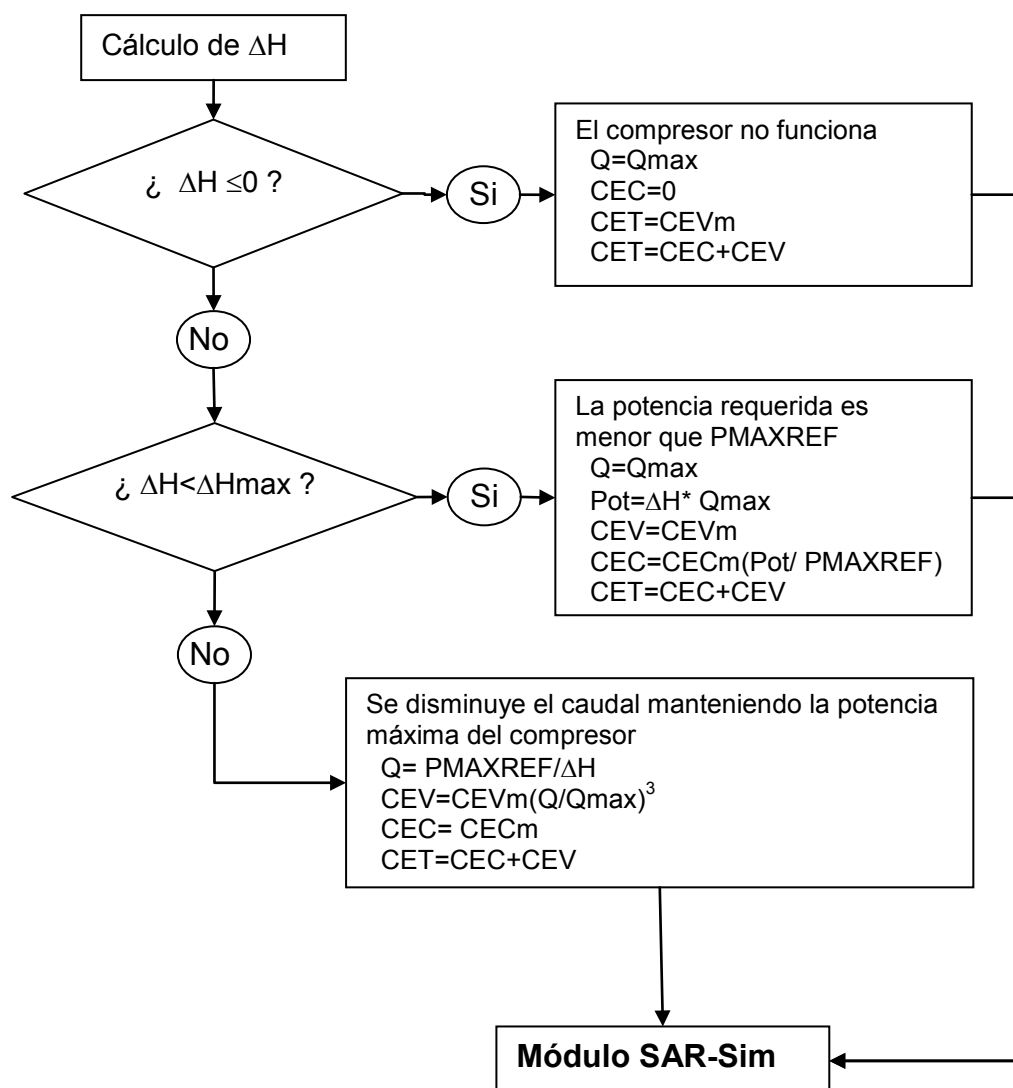 Cálculo de ∆H
¿ ∆H ≤0 ?
Si
El compresor no funciona
Q=Qmax
CEC=0
CET=CEVm
CET=CEC+CEV
No
¿ ∆H<∆Hmax ?
Si
La potencia requerida es
menor que PMAXREF
Q=Qmax
Pot=∆H* Qmax
CEV=CEVm
CEC=CECm(Pot/ PMAXREF)
CET=CEC+CEV
No
Se disminuye el caudal manteniendo la potencia
máxima del compresor
Q= PMAXREF/∆H
CEV=CEVm(Q/Qmax)³
CEC= CECm
CET=CEC+CEV
Módulo SAR-Sim